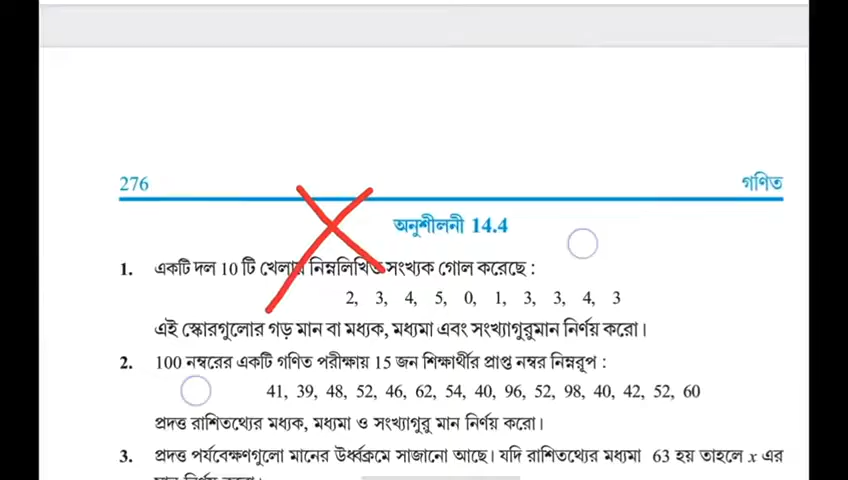 276 গণিত
অনুশীলনী 14.4
1. একটি দল 10 টি খেলায় নিম্নলিখিত সংখ্যক গোল করেছে :
2, 3, 4, 5, 0, 1, 3, 3, 4, 3
এই স্কোরগুলোর গড় মান বা মধ্যক, মধ্যমা এবং সংখ্যাগুরুমান নির্ণয় করো।
2. 100 নম্বরের একটি গণিত পরীক্ষায় 15 জন শিক্ষার্থীর প্রাপ্ত নম্বর নিম্নরূপ :
41, 39, 48, 52, 46, 62, 54, 40, 96, 52, 98, 40, 42, 52, 60
প্রদত্ত রাশিতথ্যের মধ্যক, মধ্যমা ও সংখ্যাগুরু মান নির্ণয় করো।
3. প্রদত্ত পর্যবেক্ষণগুলো মানের উর্ধ্বক্রমে সাজানো আছে। যদি রাশিতথ্যের মধ্যমা 63 হয় তাহলে x এর